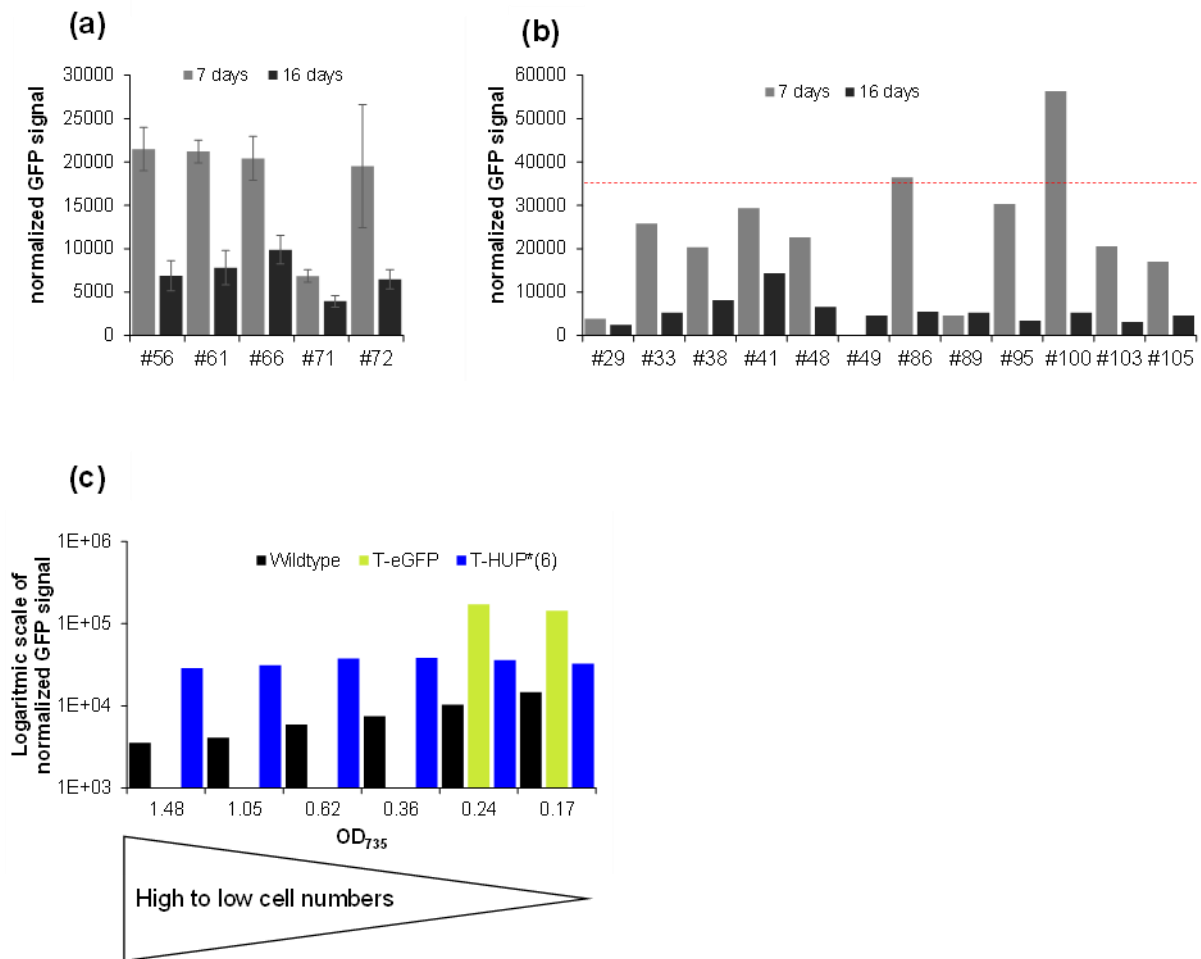 (a)
7 days 16 days
normalized GFP signal
30000
25000
20000
15000
10000
5000
0
#56 #61 #66 #71 #72
(b)
7 days 16 days
normalized GFP signal
60000
50000
40000
30000
20000
10000
0
#29 #33 #38 #41 #48 #49 #86 #89 #95 #100 #103 #105
(c)
Wildtype T-eGFP T-HUP*(6)
Logaritmic scale of
normalized GFP signal
1E+06
1E+05
1E+04
1E+03
1.48 1.05 0.62 0.36 0.24 0.17
OD735
High to low cell numbers